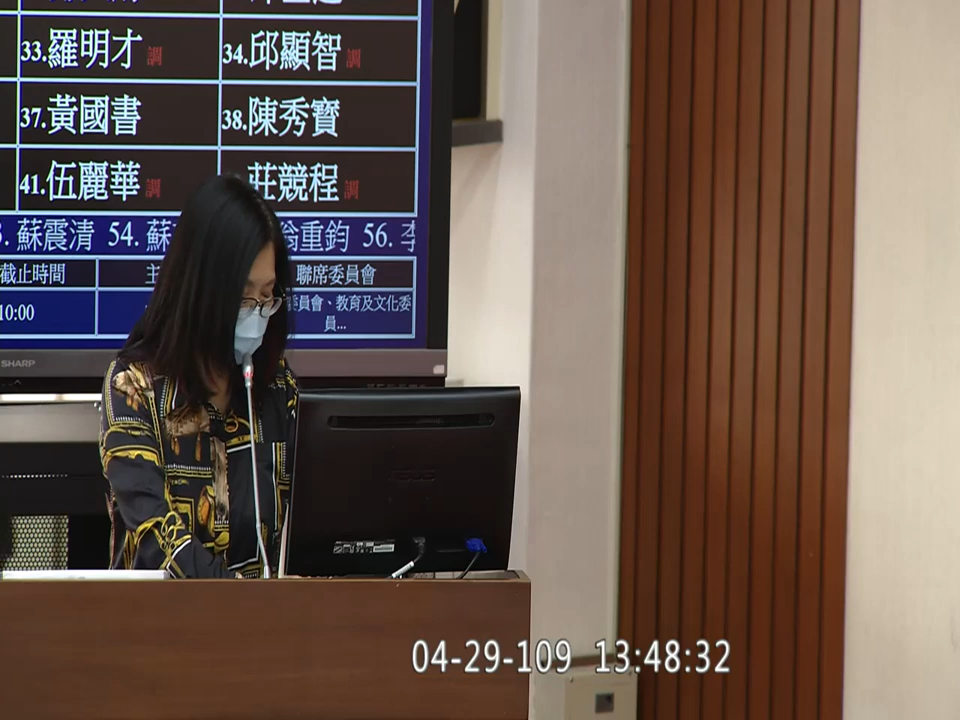 33.羅明才 調 34.邱顯智 調
37.黃國書 38.陳秀寳
41.伍麗華 調 莊競程 調
. 蘇震清 54. 蘇 翁重鈞 56. 李
截止時間 主 聯席委員會
10:00 委員會、教育及文化委
員...
SHARP
04-29-109 13:48:32